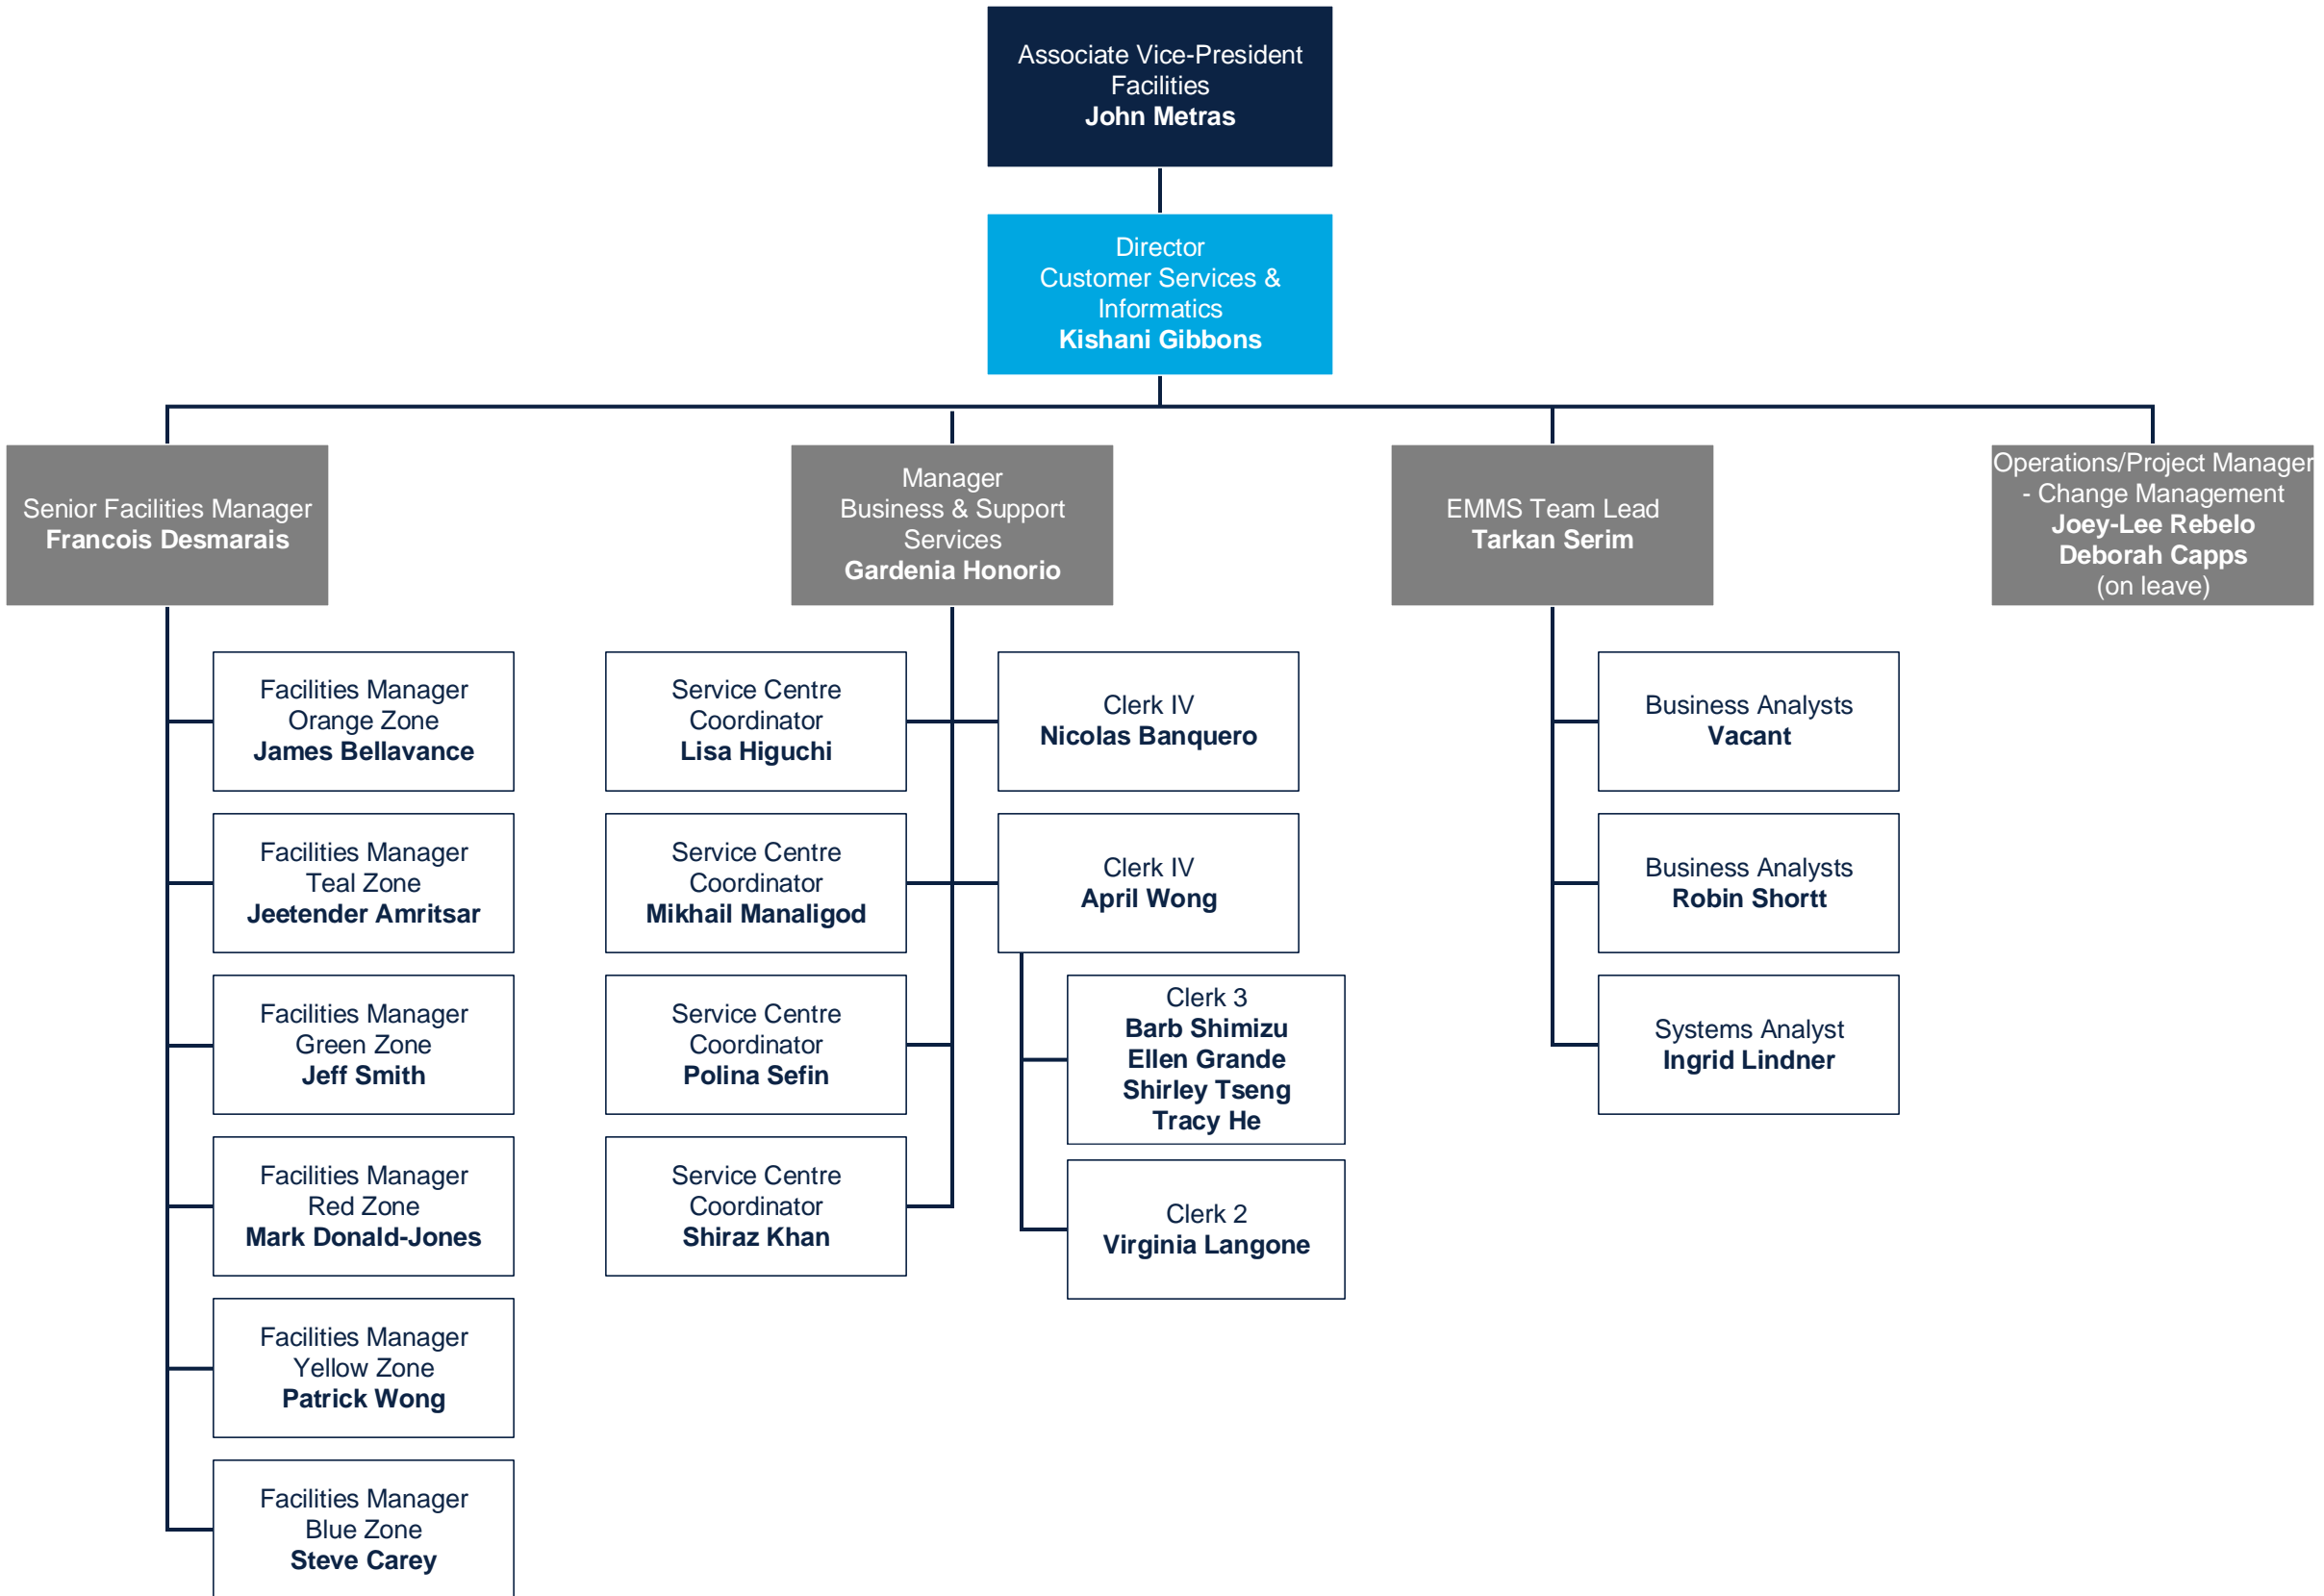 Associate Vice-President
Facilities
John Metras
Director
Customer Services &
Informatics
Kishani Gibbons
Senior Facilities Manager
Francois Desmarais
Manager
Business & Support
Services
Gardenia Honorio
EMMS Team Lead
Tarkan Serim
Operations/Project Manager
- Change Management
Joey-Lee Rebelo
Deborah Capps
(on leave)
Facilities Manager
Orange Zone
James Bellavance
Facilities Manager
Teal Zone
Jeetender Amritsar
Facilities Manager
Green Zone
Jeff Smith
Facilities Manager
Red Zone
Mark Donald-Jones
Facilities Manager
Yellow Zone
Patrick Wong
Facilities Manager
Blue Zone
Steve Carey
Service Centre
Coordinator
Lisa Higuchi
Service Centre
Coordinator
Mikhail Manaligod
Service Centre
Coordinator
Polina Sefin
Service Centre
Coordinator
Shiraz Khan
Clerk IV
Nicolas Banquero
Clerk IV
April Wong
Clerk 3
Barb Shimizu
Ellen Grande
Shirley Tseng
Tracy He
Clerk 2
Virginia Langone
Business Analysts
Vacant
Business Analysts
Robin Shortt
Systems Analyst
Ingrid Lindner